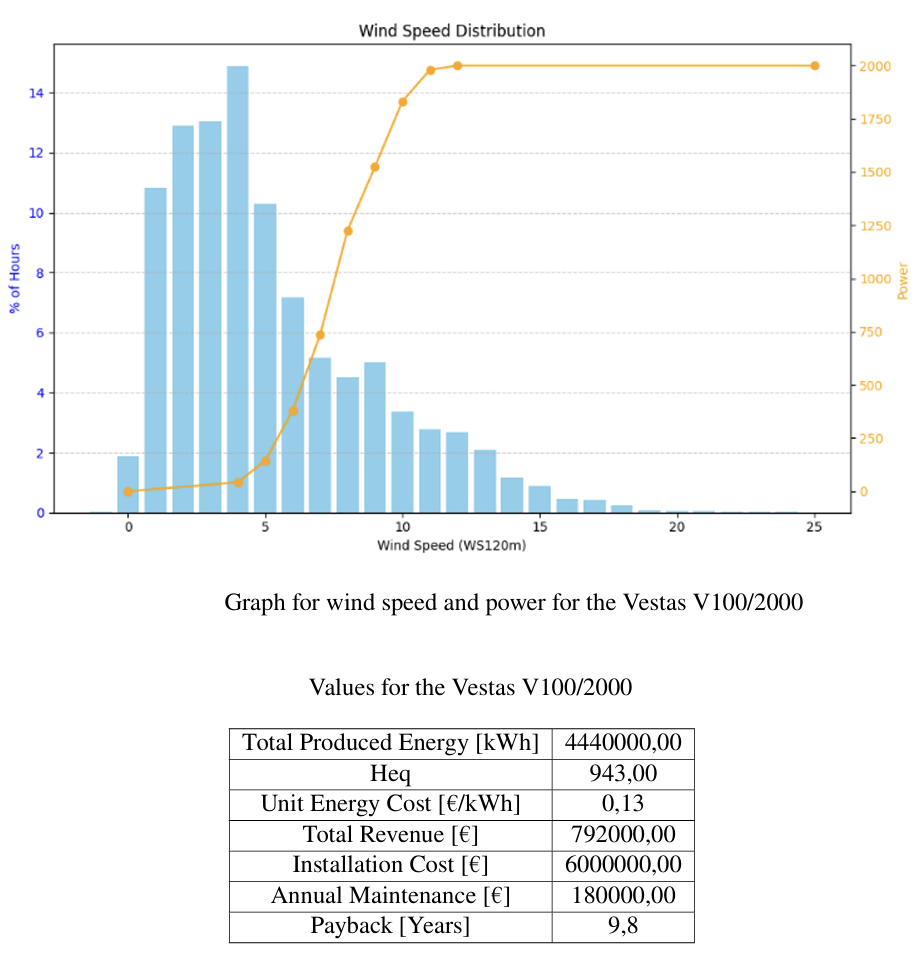 Wind Speed Distribution
% of Hours
14
12
10
8
6
4
2
0
2000
1750
1500
1250
1000
750
500
250
0
Power
0 5 10 15 20 25
Wind Speed (WS120m)
Graph for wind speed and power for the Vestas V100/2000
Values for the Vestas V100/2000
Total Produced Energy [kWh] 4440000,00
Heq 943,00
Unit Energy Cost [€/kWh] 0,13
Total Revenue [€] 792000,00
Installation Cost [€] 6000000,00
Annual Maintenance [€] 180000,00
Payback [Years] 9,8